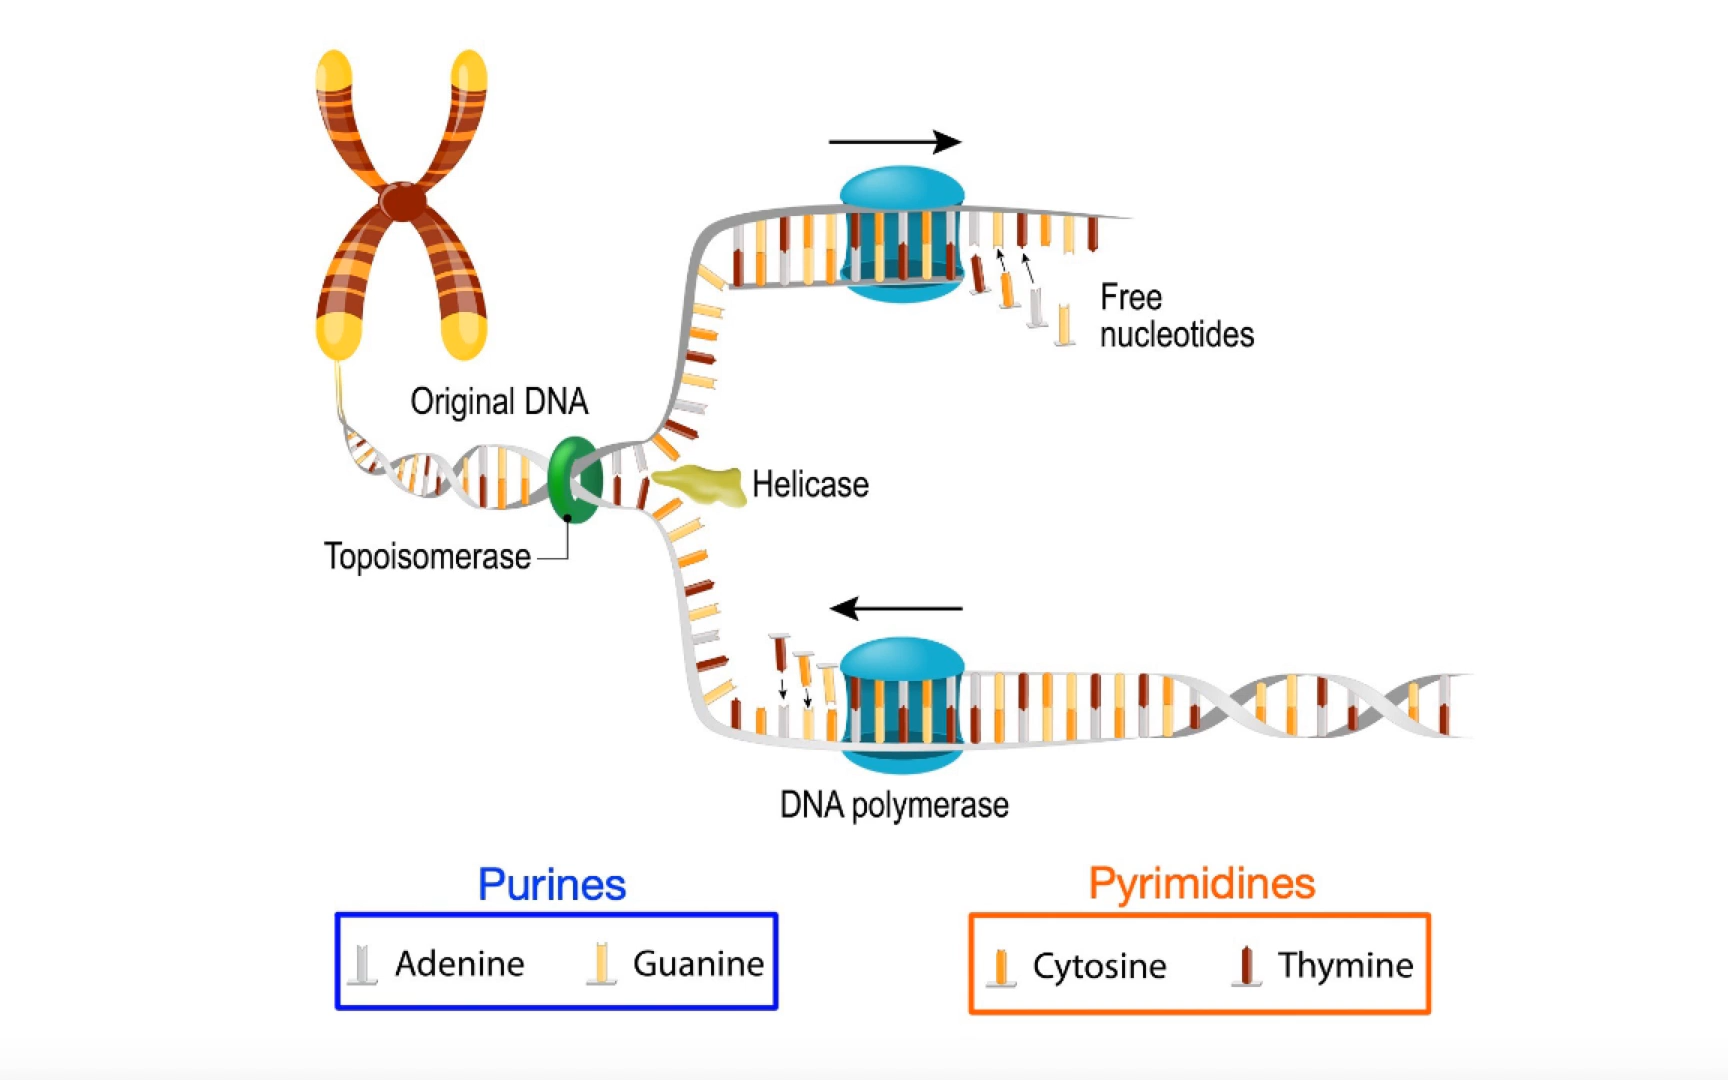 Free
nucleotides
Original DNA
Helicase
Topoisomerase
DNA polymerase
Purines
Pyrimidines
Adenine
Guanine
Cytosine
Thymine